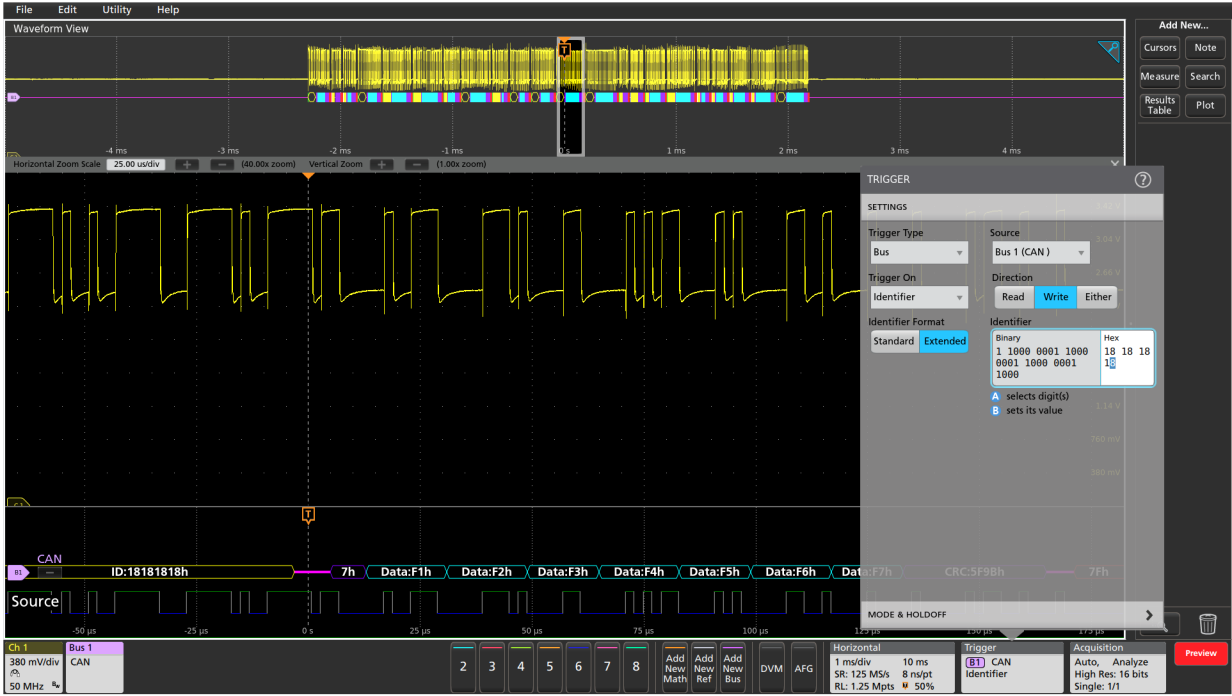 File Edit Utility Help
Waveform View
Add New...
Cursors Note
Measure Search
Results Table Plot
T
B1
-4 ms -3 ms -2 ms -1 ms 0 s 1 ms 2 ms 3 ms 4 ms
Horizontal Zoom Scale 25.00 us/div + − (40.00x zoom) Vertical Zoom + − (1.00x zoom)
TRIGGER ?
SETTINGS
Trigger Type Source
Bus Bus 1 (CAN )
3.04 V
Trigger On Direction
2.66 V
Identifier Read Write Either
Identifier Format Identifier
Standard Extended
Binary Hex
1 1000 0001 1000 18 18 18
0001 1000 0001 18
1000
A selects digit(s)
B sets its value
1.14 V
760 mV
380 mV
T
CAN
B1 ID:18181818h 7h Data:F1h Data:F2h Data:F3h Data:F4h Data:F5h Data:F6h Data:F7h CRC:5F9Bh 7Fh
Source
MODE & HOLDOFF
-50 µs -25 µs 0 s 25 µs 50 µs 75 µs 100 µs 125 µs 150 µs 175 µs
Ch 1
380 mV/div
50 MHz Bw
Bus 1
CAN
2 3 4 5 6 7 8
Add New Math
Add New Ref
Add New Bus
DVM AFG
Horizontal
1 ms/div 10 ms
SR: 125 MS/s 8 ns/pt
RL: 1.25 Mpts 50%
Trigger
B1 CAN
Identifier
Acquisition
Auto, Analyze
High Res: 16 bits
Single: 1/1
Preview